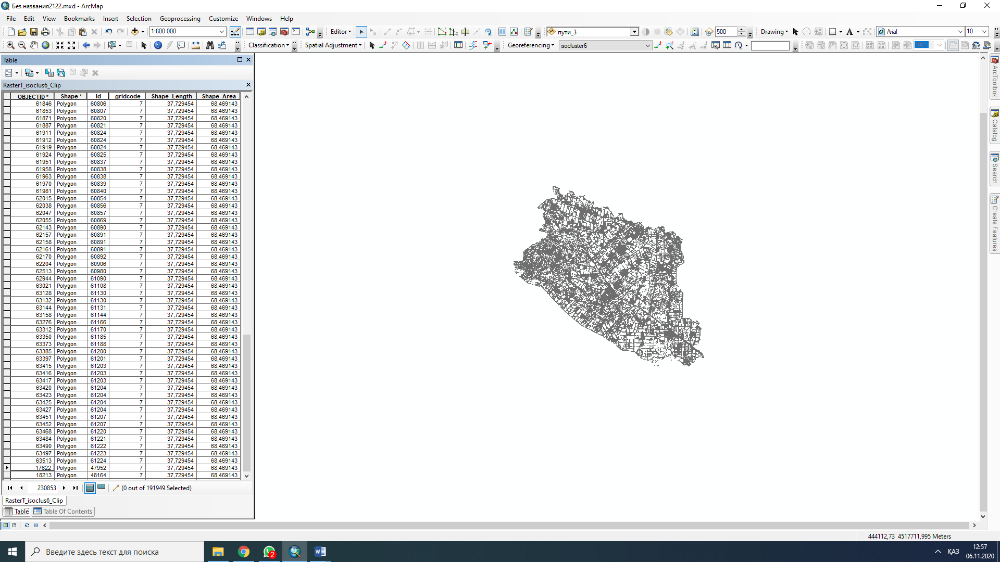 Без названия2122.mxd - ArcMap
File Edit View Bookmarks Insert Selection Geoprocessing Customize Windows Help
1:600 000 Editor пути_3 500 Drawing Arial 10
Classification Spatial Adjustment Georeferencing isocluster6 100%
Table
RasterT_isoclus6_Clip
OBJECTID * Shape * Id gridcode Shape_Length Shape_Area
61846 Polygon 60806 7 37,729454 68,469143
61853 Polygon 60807 7 37,729454 68,469143
61871 Polygon 60820 7 37,729454 68,469143
61887 Polygon 60821 7 37,729454 68,469143
61911 Polygon 60824 7 37,729454 68,469143
61912 Polygon 60824 7 37,729454 68,469143
61919 Polygon 60824 7 37,729454 68,469143
61924 Polygon 60825 7 37,729454 68,469143
61951 Polygon 60837 7 37,729454 68,469143
61958 Polygon 60838 7 37,729454 68,469143
61963 Polygon 60838 7 37,729454 68,469143
61970 Polygon 60839 7 37,729454 68,469143
61981 Polygon 60840 7 37,729454 68,469143
62015 Polygon 60854 7 37,729454 68,469143
62038 Polygon 60856 7 37,729454 68,469143
62047 Polygon 60857 7 37,729454 68,469143
62055 Polygon 60869 7 37,729454 68,469143
62143 Polygon 60890 7 37,729454 68,469143
62157 Polygon 60891 7 37,729454 68,469143
62158 Polygon 60891 7 37,729454 68,469143
62161 Polygon 60891 7 37,729454 68,469143
62170 Polygon 60892 7 37,729454 68,469143
62204 Polygon 60906 7 37,729454 68,469143
62513 Polygon 60980 7 37,729454 68,469143
62944 Polygon 61090 7 37,729454 68,469143
63021 Polygon 61108 7 37,729454 68,469143
63128 Polygon 61130 7 37,729454 68,469143
63132 Polygon 61130 7 37,729454 68,469143
63144 Polygon 61131 7 37,729454 68,469143
63158 Polygon 61144 7 37,729454 68,469143
63276 Polygon 61166 7 37,729454 68,469143
63312 Polygon 61170 7 37,729454 68,469143
63350 Polygon 61185 7 37,729454 68,469143
63373 Polygon 61188 7 37,729454 68,469143
63385 Polygon 61200 7 37,729454 68,469143
63397 Polygon 61201 7 37,729454 68,469143
63415 Polygon 61203 7 37,729454 68,469143
63416 Polygon 61203 7 37,729454 68,469143
63417 Polygon 61203 7 37,729454 68,469143
63420 Polygon 61204 7 37,729454 68,469143
63423 Polygon 61204 7 37,729454 68,469143
63425 Polygon 61204 7 37,729454 68,469143
63427 Polygon 61204 7 37,729454 68,469143
63451 Polygon 61207 7 37,729454 68,469143
63452 Polygon 61207 7 37,729454 68,469143
63468 Polygon 61220 7 37,729454 68,469143
63484 Polygon 61221 7 37,729454 68,469143
63490 Polygon 61222 7 37,729454 68,469143
63497 Polygon 61223 7 37,729454 68,469143
63513 Polygon 61224 7 37,729454 68,469143
17622 Polygon 47952 7 37,729454 68,469143
18213 Polygon 48164 7 37,729454 68,469143
230853 (0 out of 191949 Selected)
RasterT_isoclus6_Clip
Table Table Of Contents
ArcToolbox
Catalog
Search
Create Features
444112,73 4517711,995 Meters
Введите здесь текст для поиска
2
ҚАЗ
12:57
06.11.2020